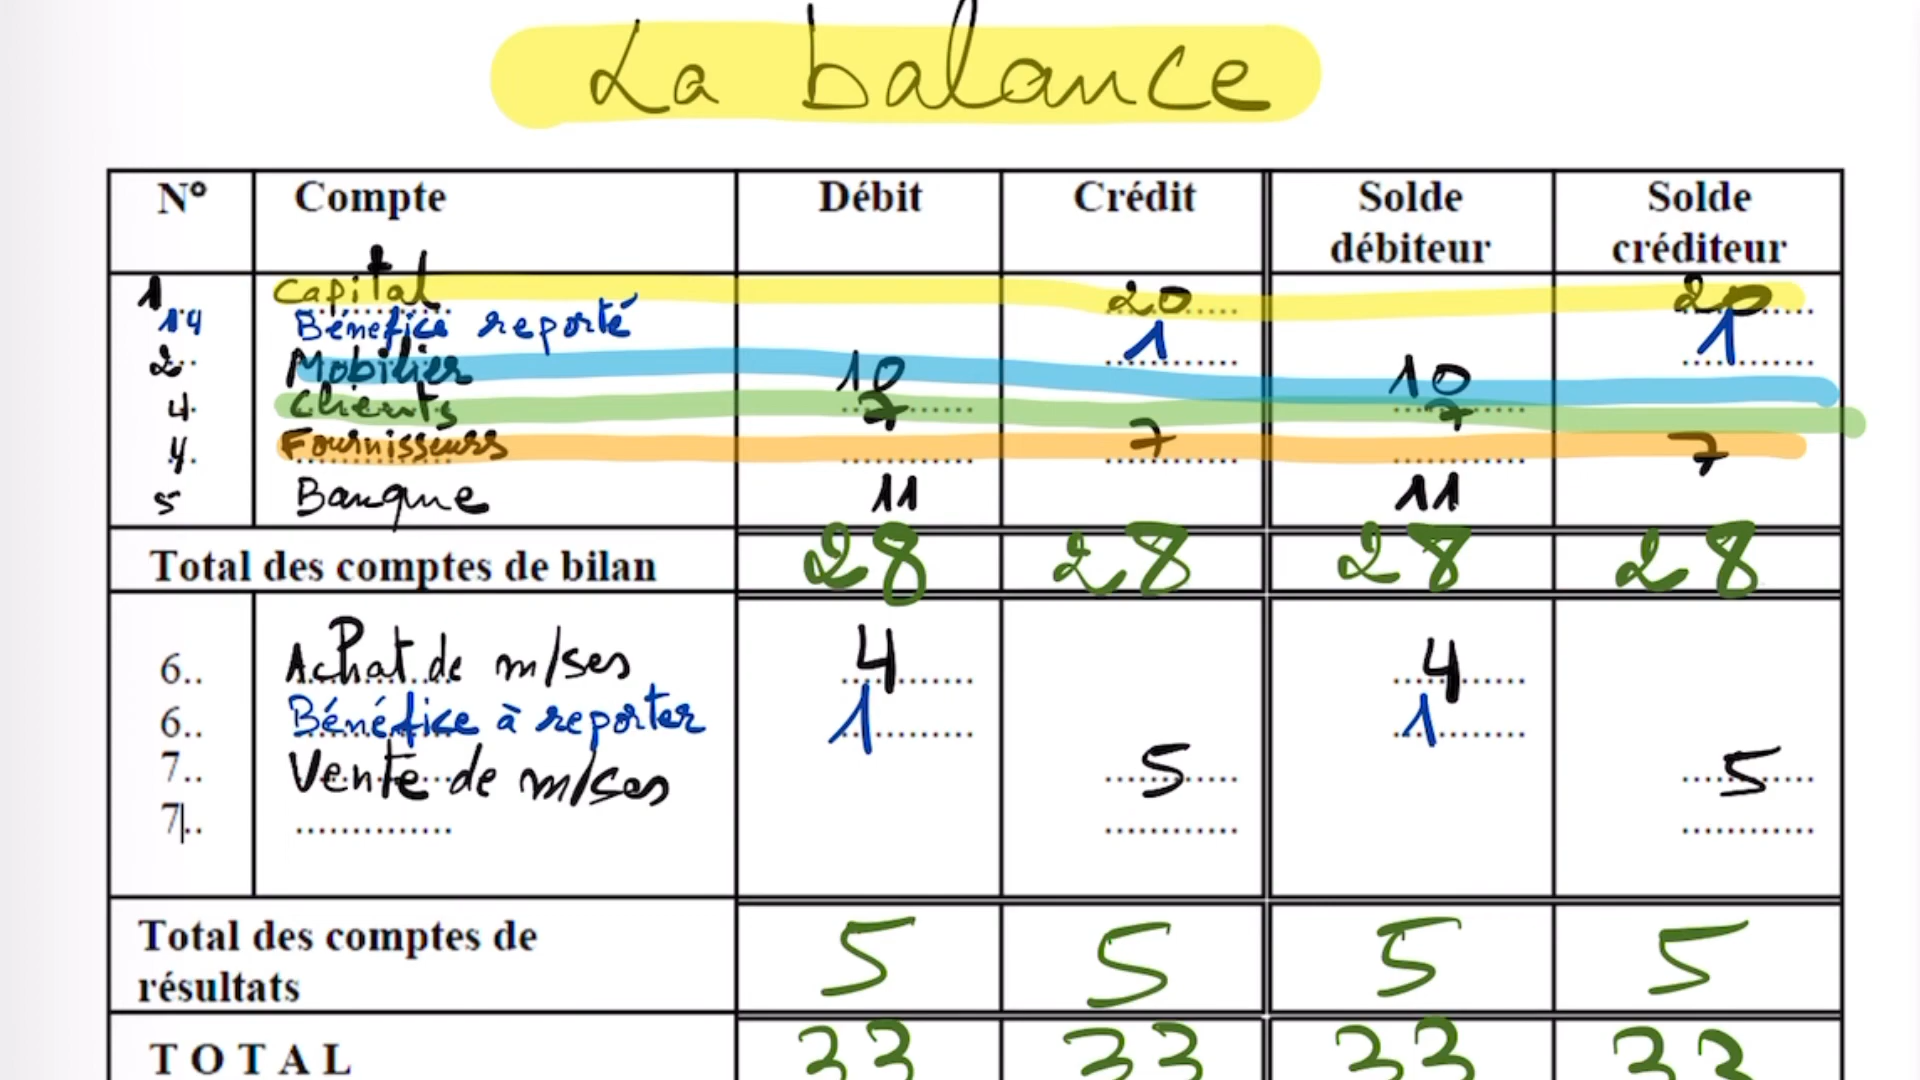 La balance
N° Compte Débit Crédit Solde débiteur Solde créditeur
1 Capital 20 20
14 Bénéfice reporté 1 1
2 Mobilier 10 10
4 Clients 7 7
4 Fournisseurs 7 7
5 Banque 11 11
Total des comptes de bilan 28 28 28 28
6.. Achat de m/ses 4 4
6.. Bénéfice à reporter 1 1
7.. Vente de m/ses 5 5
7..
Total des comptes de résultats 5 5 5 5
TOTAL 33 33 33 33